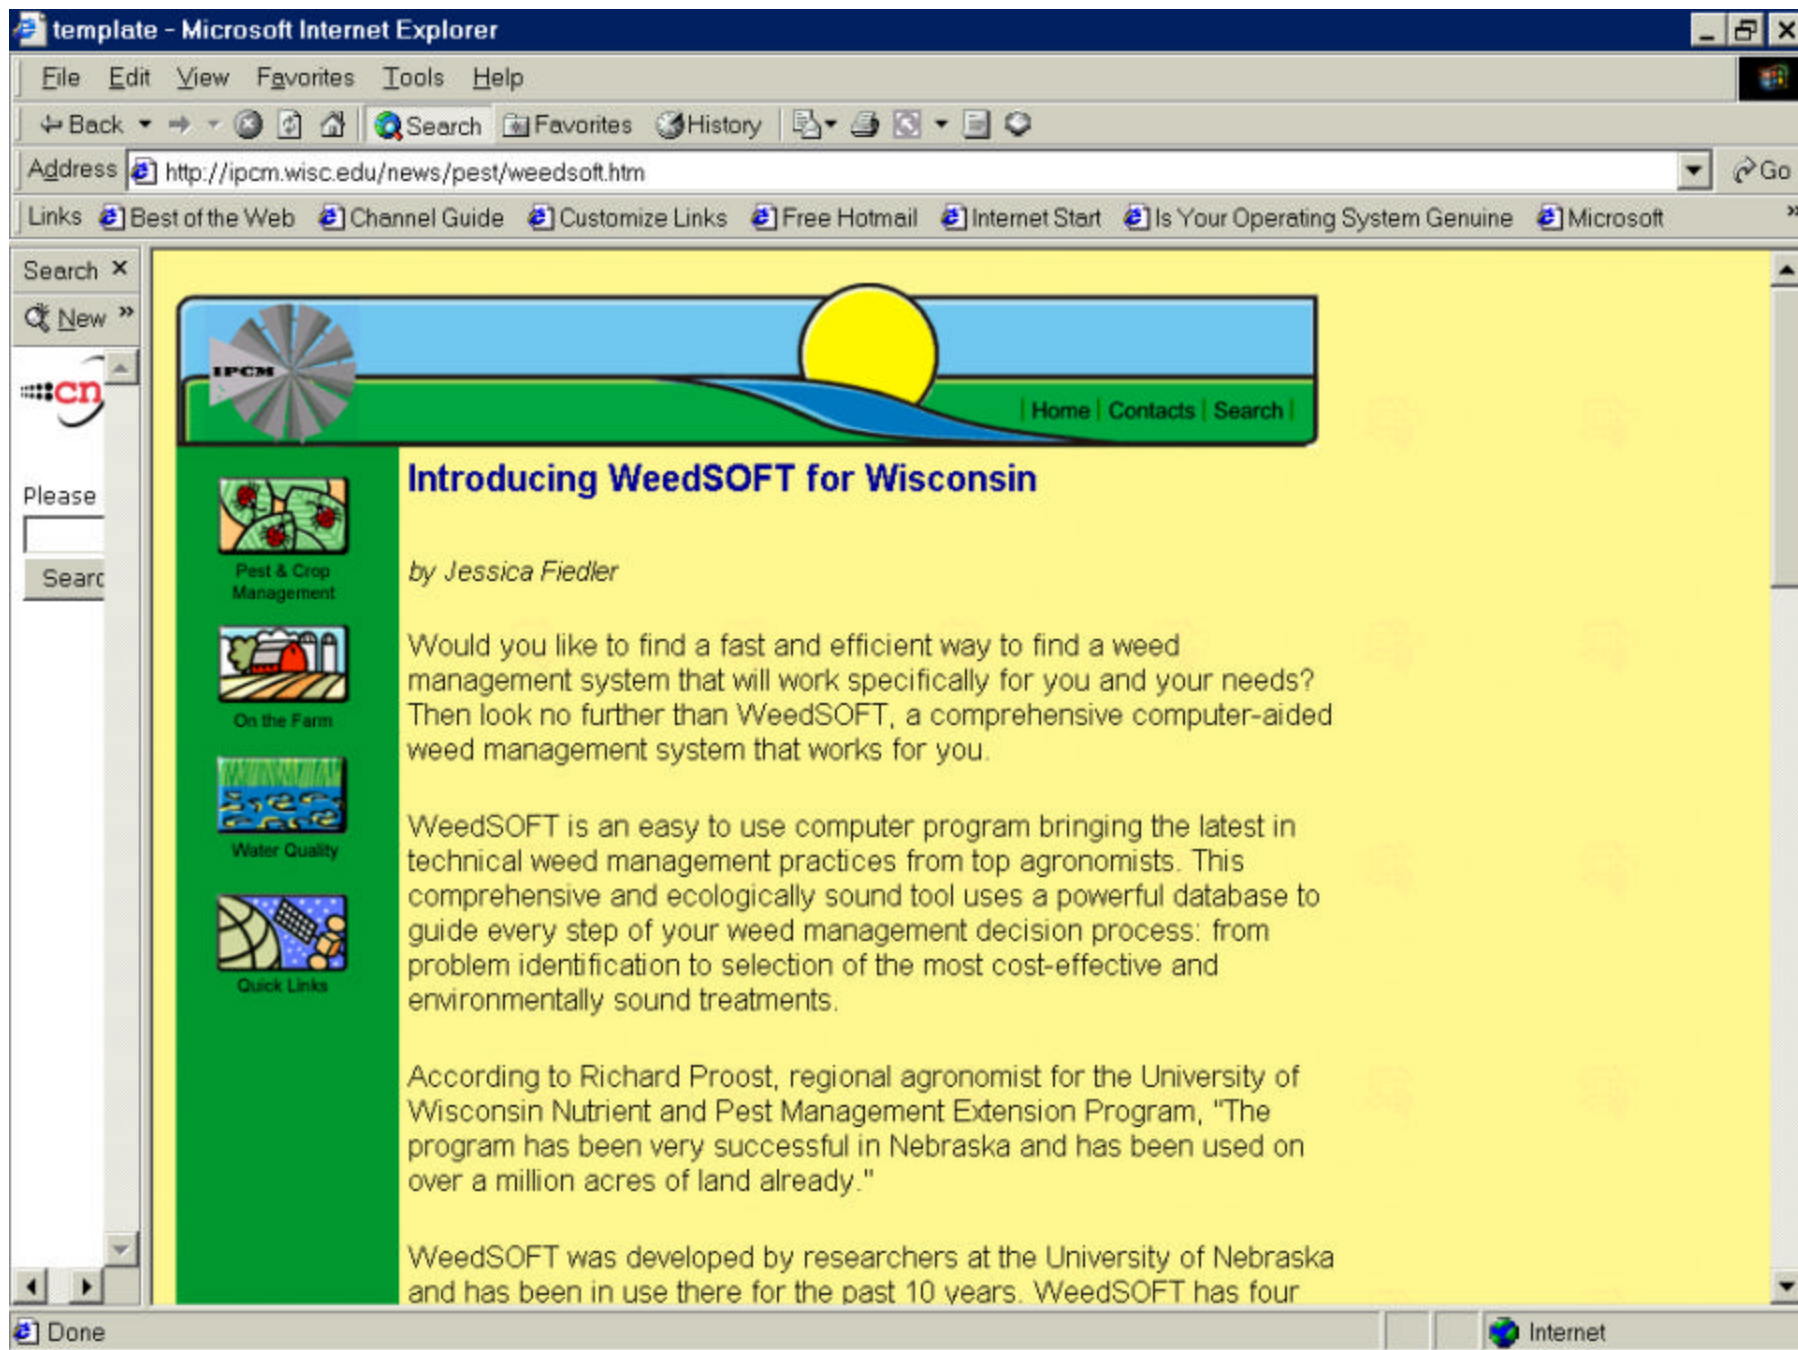 template - Microsoft Internet Explorer
File Edit View Favorites Tools Help
Back Search Favorites History
Address http://ipcm.wisc.edu/news/pest/weedsoft.htm Go
Links Best of the Web Channel Guide Customize Links Free Hotmail Internet Start Is Your Operating System Genuine Microsoft »
Search ×
New »
IPCM
cn
| Home | Contacts | Search |
Please
Searc
Pest & Crop
Management
On the Farm
Water Quality
Quick Links
Introducing WeedSOFT for Wisconsin
by Jessica Fiedler
Would you like to find a fast and efficient way to find a weed
management system that will work specifically for you and your needs?
Then look no further than WeedSOFT, a comprehensive computer-aided
weed management system that works for you.
WeedSOFT is an easy to use computer program bringing the latest in
technical weed management practices from top agronomists. This
comprehensive and ecologically sound tool uses a powerful database to
guide every step of your weed management decision process: from
problem identification to selection of the most cost-effective and
environmentally sound treatments.
According to Richard Proost, regional agronomist for the University of
Wisconsin Nutrient and Pest Management Extension Program, "The
program has been very successful in Nebraska and has been used on
over a million acres of land already."
WeedSOFT was developed by researchers at the University of Nebraska
and has been in use there for the past 10 years. WeedSOFT has four
Done Internet